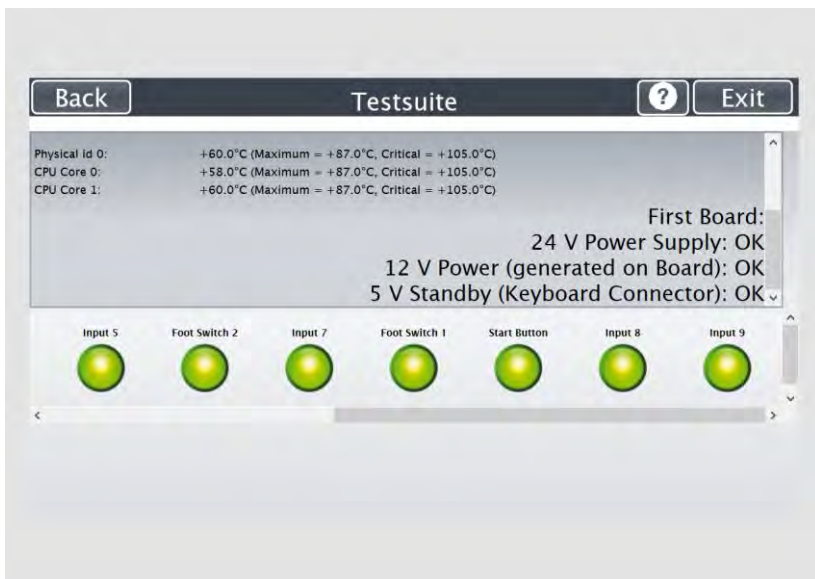 Back Testsuite ? Exit
Physical id 0: +60.0°C (Maximum = +87.0°C, Critical = +105.0°C)
CPU Core 0: +58.0°C (Maximum = +87.0°C, Critical = +105.0°C)
CPU Core 1: +60.0°C (Maximum = +87.0°C, Critical = +105.0°C)
First Board:
24 V Power Supply: OK
12 V Power (generated on Board): OK
5 V Standby (Keyboard Connector): OK
Input 5 Foot Switch 2 Input 7 Foot Switch 1 Start Button Input 8 Input 9